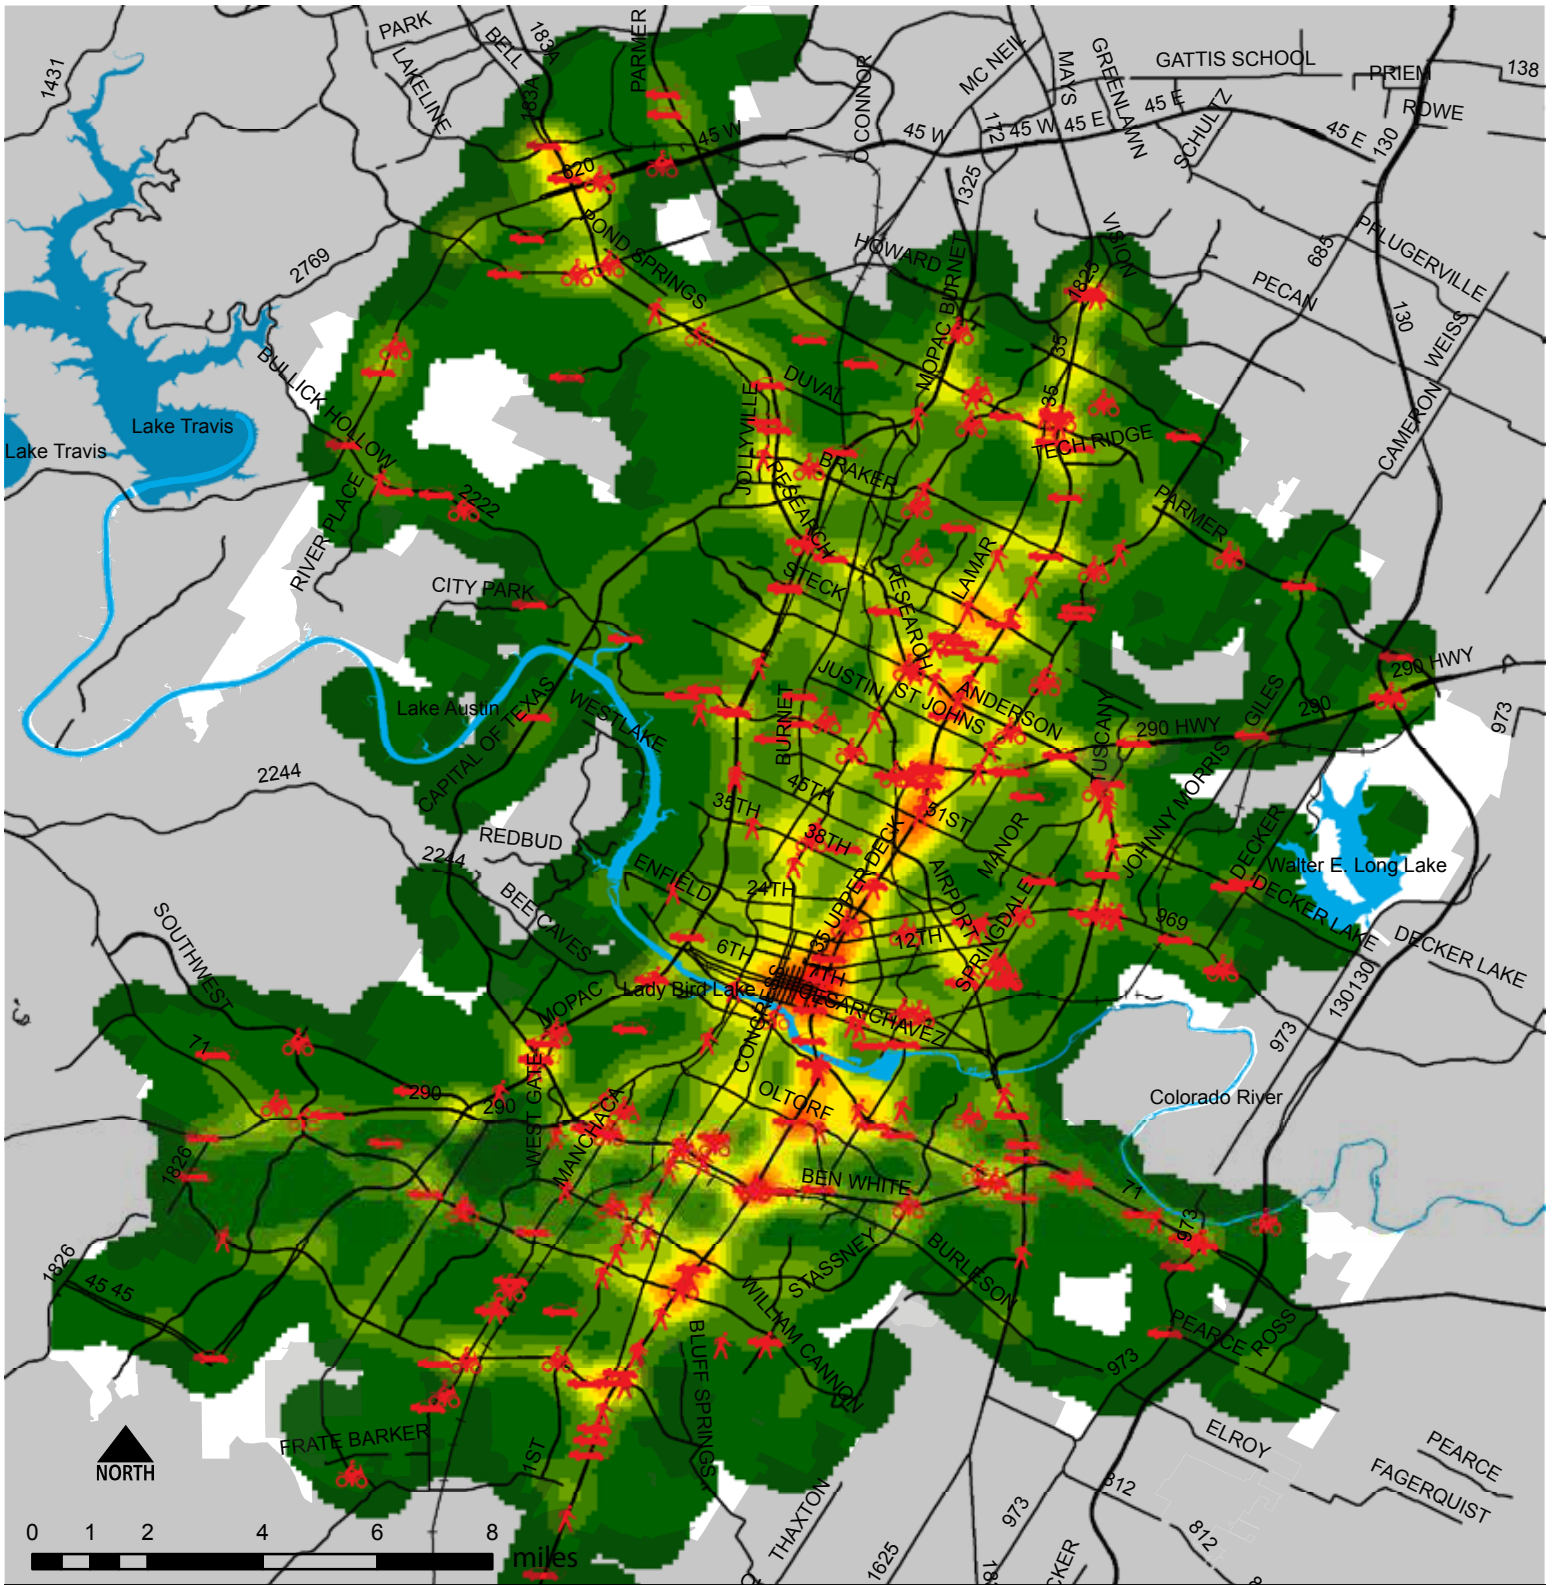 PARK
BELL
183A
PARMER
1431
LAKELINE
183A
O CONNOR
MC NEIL
MAYS
GREENLAWN
GATTIS SCHOOL
PRIEM
138
ROWE
45 W
45 W
172
45 W
45 E
45 E
SCHULTZ
45 E
130
620
1325
POND SPRINGS
HOWARD
VISION
1825
685
PFLUGERVILLE
PECAN
2769
MOPAC
BURNET
35
130
WEISS
BULLICK HOLLOW
DUVAL
35
CAMERON
Lake Travis
Lake Travis
JOLLYVILLE
TECH RIDGE
BRAKER
RESEARCH
2222
PARMER
RIVER PLACE
LAMAR
STECK
RESEARCH
CITY PARK
290 HWY
JUSTIN
ST JOHNS
ANDERSON
CAPITAL OF TEXAS
WESTLAKE
Lake Austin
BURNET
TUSCANY
290 HWY
GILES
290
973
2244
45TH
35TH
51ST
JOHNNY MORRIS
REDBUD
38TH
MANOR
DECKER
2244
35 UPPER DECK
AIRPORT
Walter E. Long Lake
ENFIELD
24TH
SPRINGDALE
DECKER LAKE
BEE CAVES
969
SOUTHWEST
6TH
12TH
DECKER LAKE
7TH
Lady Bird Lake
MOPAC
CESAR CHAVEZ
130
130
973
71
CONGRESS
290
290
WEST GATE
OLTORF
Colorado River
MANCHACA
1826
BEN WHITE
71
973
1826
45 45
STASSNEY
BURLESON
WILLIAM CANNON
PEARCE
ROSS
BLUFF SPRINGS
973
FRATE BARKER
1ST
ELROY
PEARCE
FAGERQUIST
NORTH
812
THAXTON
973
812
1625
0 1 2 4 6 8
miles